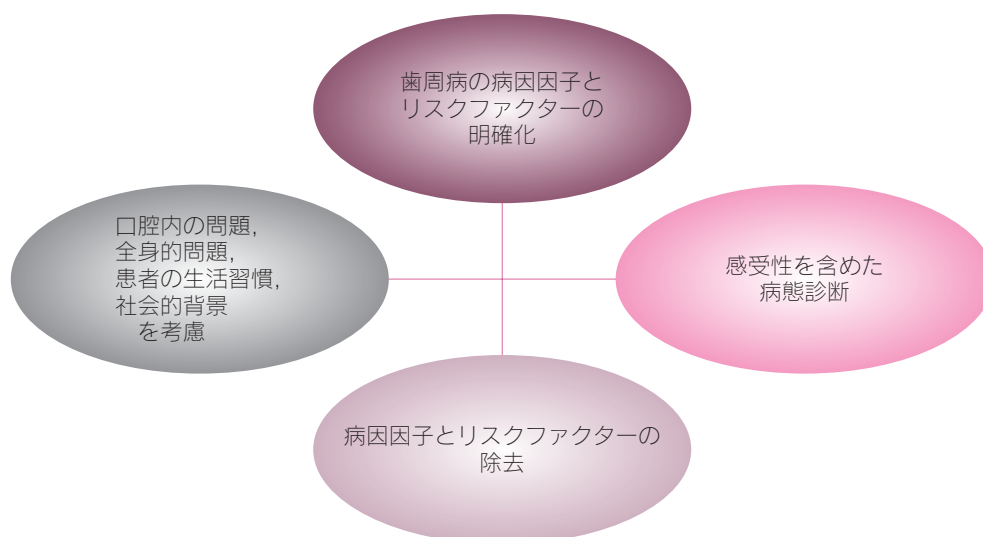 歯周病の病因因子と
リスクファクターの
明確化
口腔内の問題，
全身的問題，
患者の生活習慣，
社会的背景
を考慮
感受性を含めた
病態診断
病因因子とリスクファクターの
除去